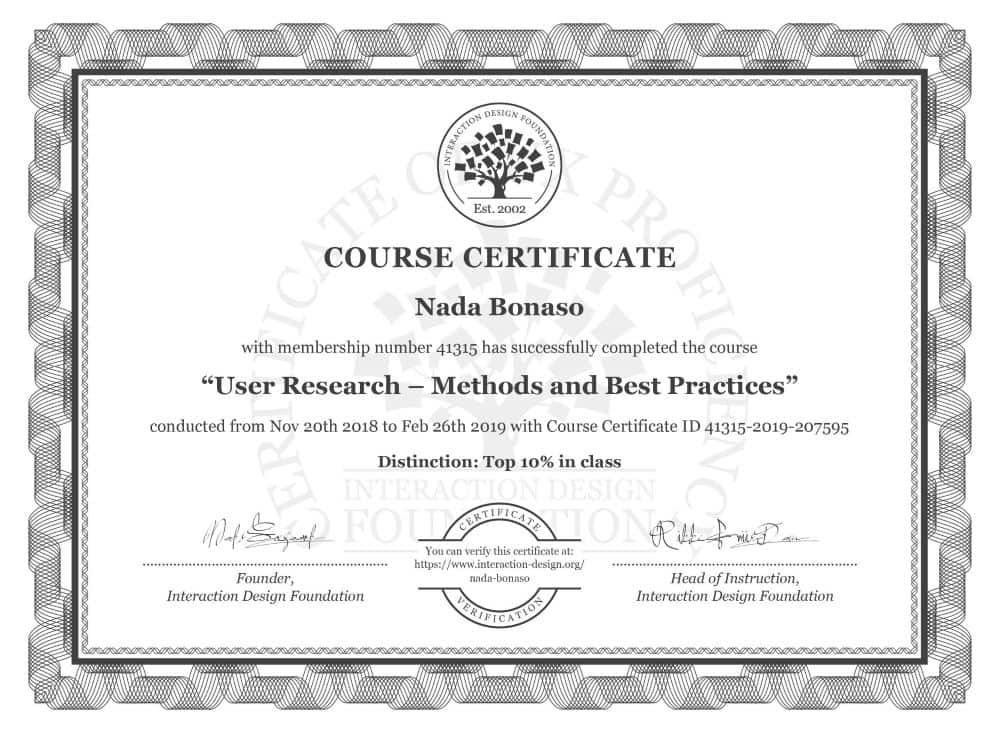 INTERACTION DESIGN FOUNDATION
Est. 2002
CERTIFICATE OF UX PROFICIENCY
COURSE CERTIFICATE
Nada Bonaso
with membership number 41315 has successfully completed the course
“User Research – Methods and Best Practices”
conducted from Nov 20th 2018 to Feb 26th 2019 with Course Certificate ID 41315-2019-207595
Distinction: Top 10% in class
INTERACTION DESIGN
FOUNDATION
CERTIFICATE
You can verify this certificate at:
https://www.interaction-design.org/
nada-bonaso
VERIFICATION
Founder,
Interaction Design Foundation
Head of Instruction,
Interaction Design Foundation